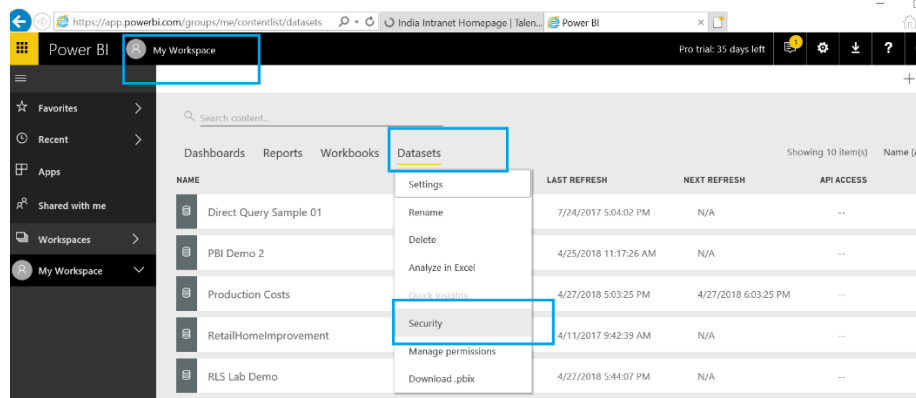 https://app.powerbi.com/groups/me/contentlist/datasets India Intranet Homepage | Talen... Power BI
Power BI My Workspace Pro trial: 35 days left 1 ?
Favorites
Search content...
Recent
Dashboards Reports Workbooks Datasets Showing 10 item(s) Name (
Apps
NAME LAST REFRESH NEXT REFRESH API ACCESS
Settings
Shared with me
Direct Query Sample 01 Rename 7/24/2017 5:04:02 PM N/A --
Workspaces
Delete
PBI Demo 2 4/25/2018 11:17:26 AM N/A --
Analyze in Excel
My Workspace
Production Costs Quick insights 4/27/2018 5:03:25 PM 4/27/2018 6:03:25 PM --
Security
RetailHomeImprovement 4/11/2017 9:42:39 AM N/A --
Manage permissions
RLS Lab Demo Download .pbix 4/27/2018 5:44:07 PM N/A --